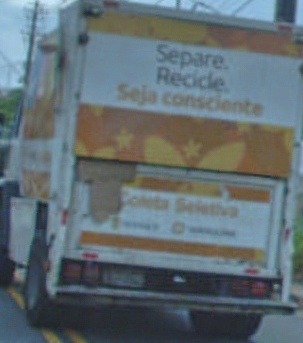 Separe.
Recicle.
Seja consciente
Coleta Seletiva